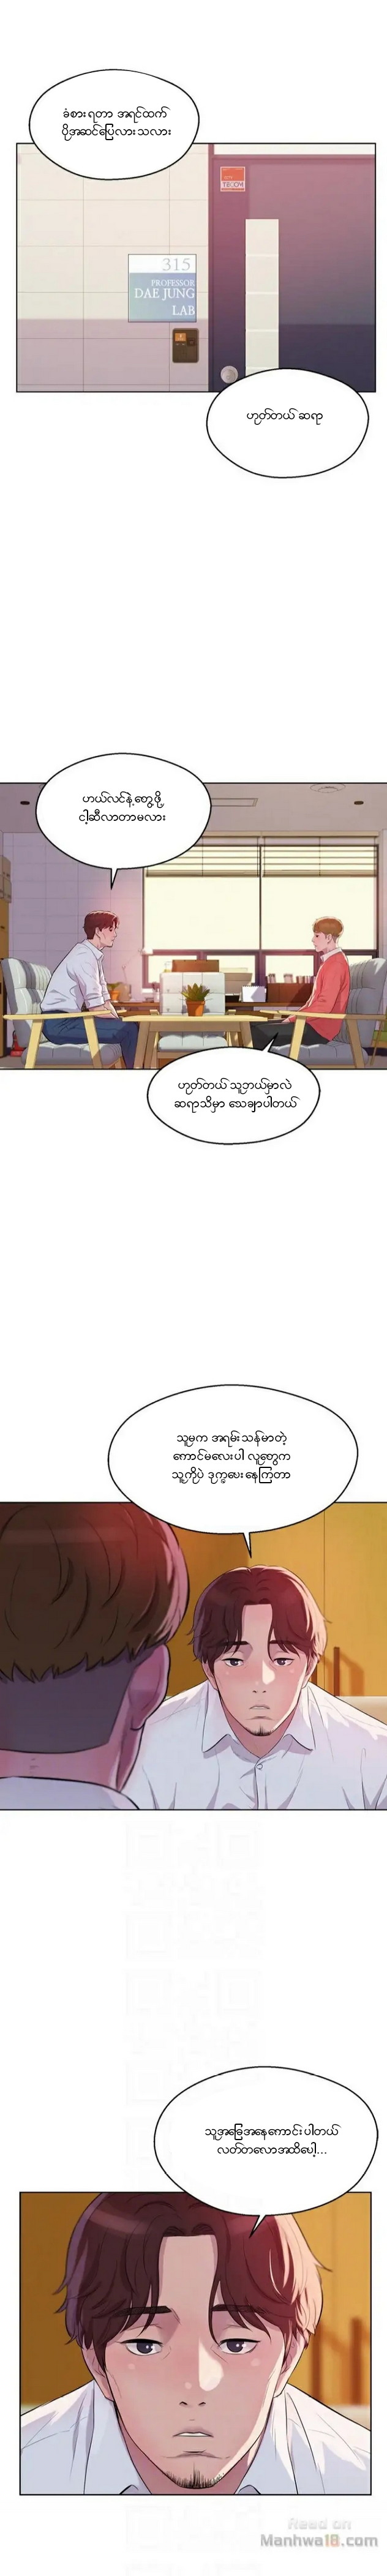 ခံစားရတာ အရင်ထက်
ပိုအဆင်ပြေလားသလား
315
PROFESSOR
DAE JUNG
LAB
ဟုတ်တယ် ဆရာ
ဟယ်လင်နဲ့တွေ့ဖို့
ငါ့ဆီလာတာမလား
ဟုတ်တယ် သူဘယ်မှာလဲ
ဆရာသိမှာ သေချာပါတယ်
သူမက အရမ်းသန်မာတဲ့
ကောင်မလေးပါ လူတွေက
သူ့ကိုပဲ ဒုက္ခပေးနေကြတာ
သူအခြေအနေကောင်းပါတယ်
လတ်တလောအထိပေါ့...
Read on
Manhwa18.com